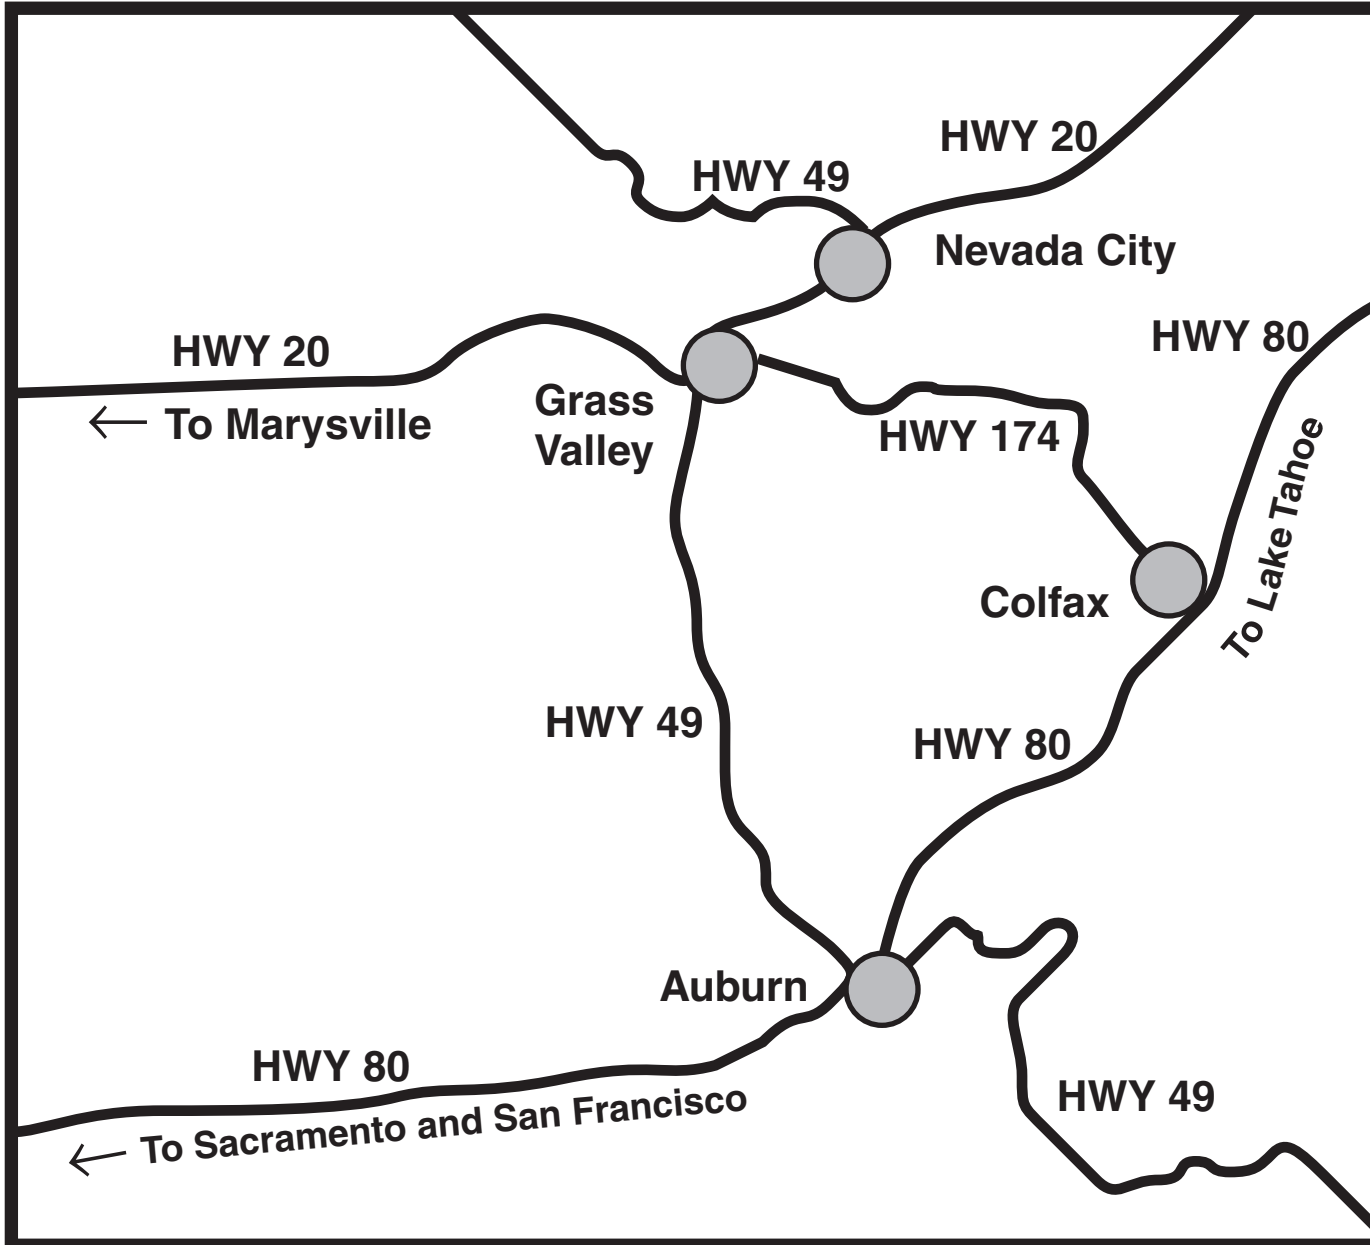 HWY 20
HWY 49
Nevada City
HWY 80
HWY 20
To Marysville
Grass
Valley
HWY 174
To Lake Tahoe
Colfax
HWY 49
HWY 80
Auburn
HWY 80
To Sacramento and San Francisco
HWY 49